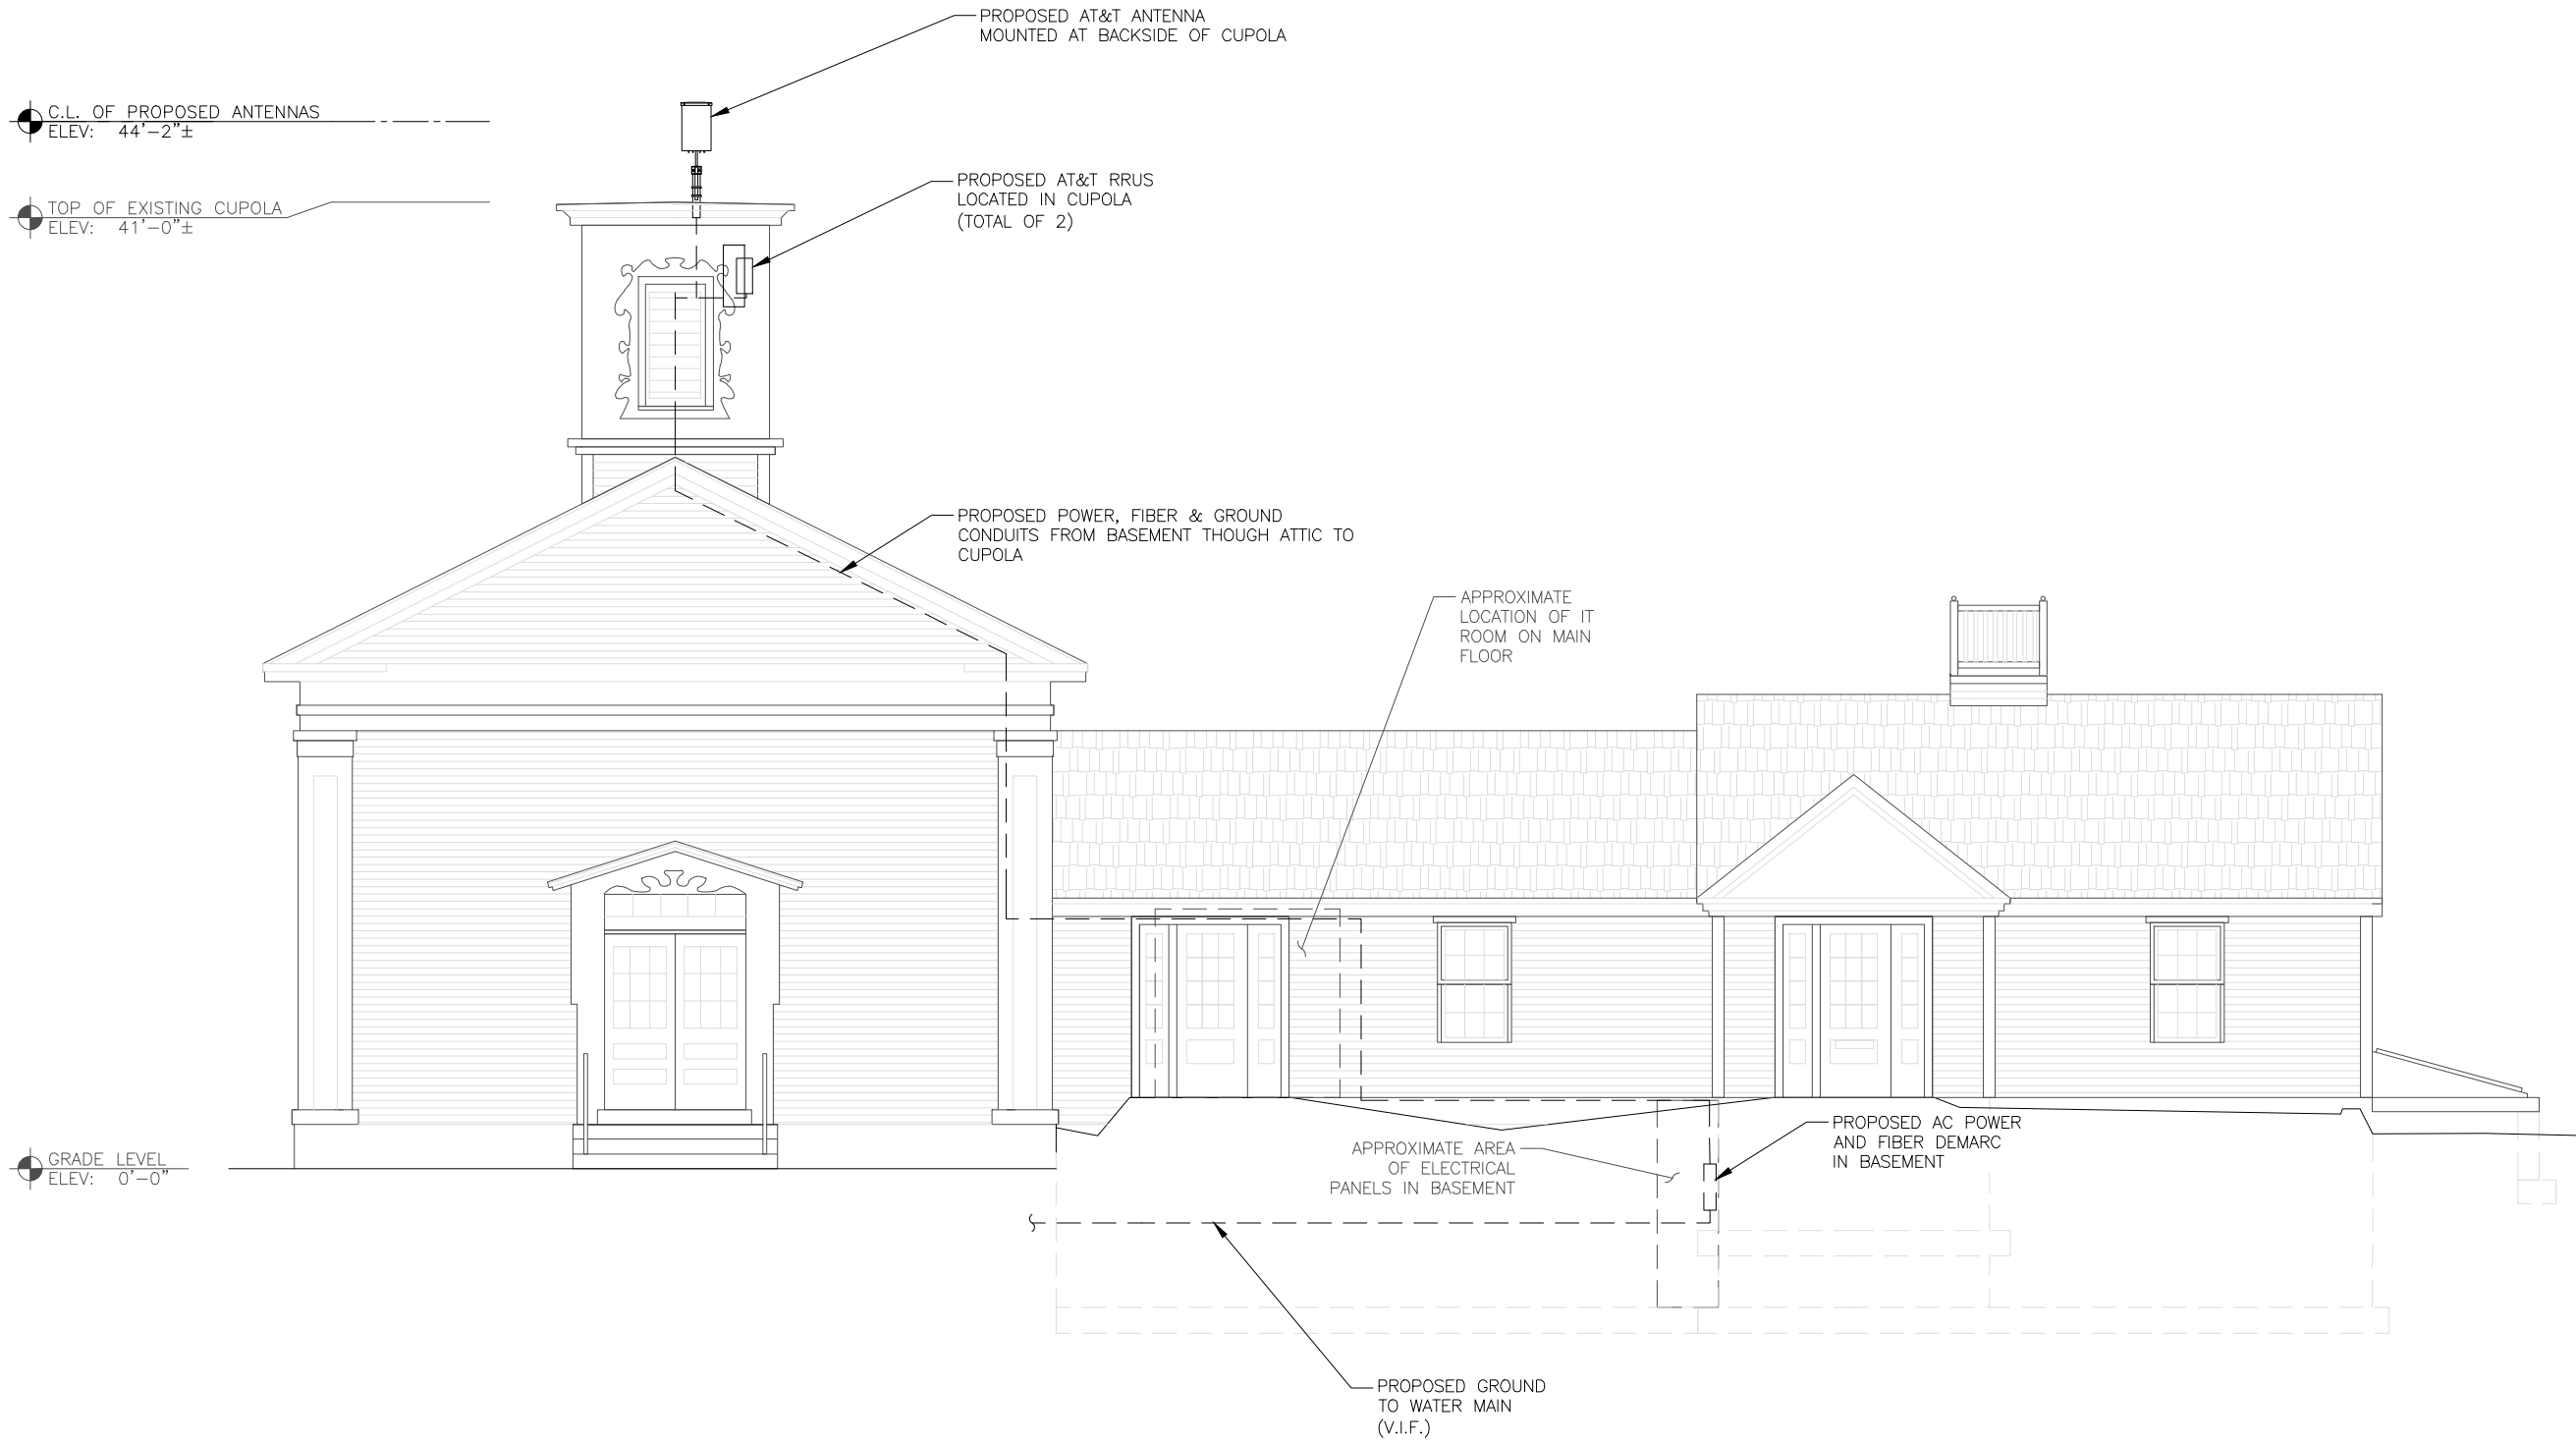 PROPOSED AT&T ANTENNA
MOUNTED AT BACKSIDE OF CUPOLA
C.L. OF PROPOSED ANTENNAS
ELEV: 44'-2"±
PROPOSED AT&T RRUS
LOCATED IN CUPOLA
(TOTAL OF 2)
TOP OF EXISTING CUPOLA
ELEV: 41'-0"±
PROPOSED POWER, FIBER & GROUND
CONDUITS FROM BASEMENT THOUGH ATTIC TO
CUPOLA
APPROXIMATE
LOCATION OF IT
ROOM ON MAIN
FLOOR
PROPOSED AC POWER
AND FIBER DEMARC
IN BASEMENT
APPROXIMATE AREA
OF ELECTRICAL
PANELS IN BASEMENT
GRADE LEVEL
ELEV: 0'-0"
PROPOSED GROUND
TO WATER MAIN
(V.I.F.)